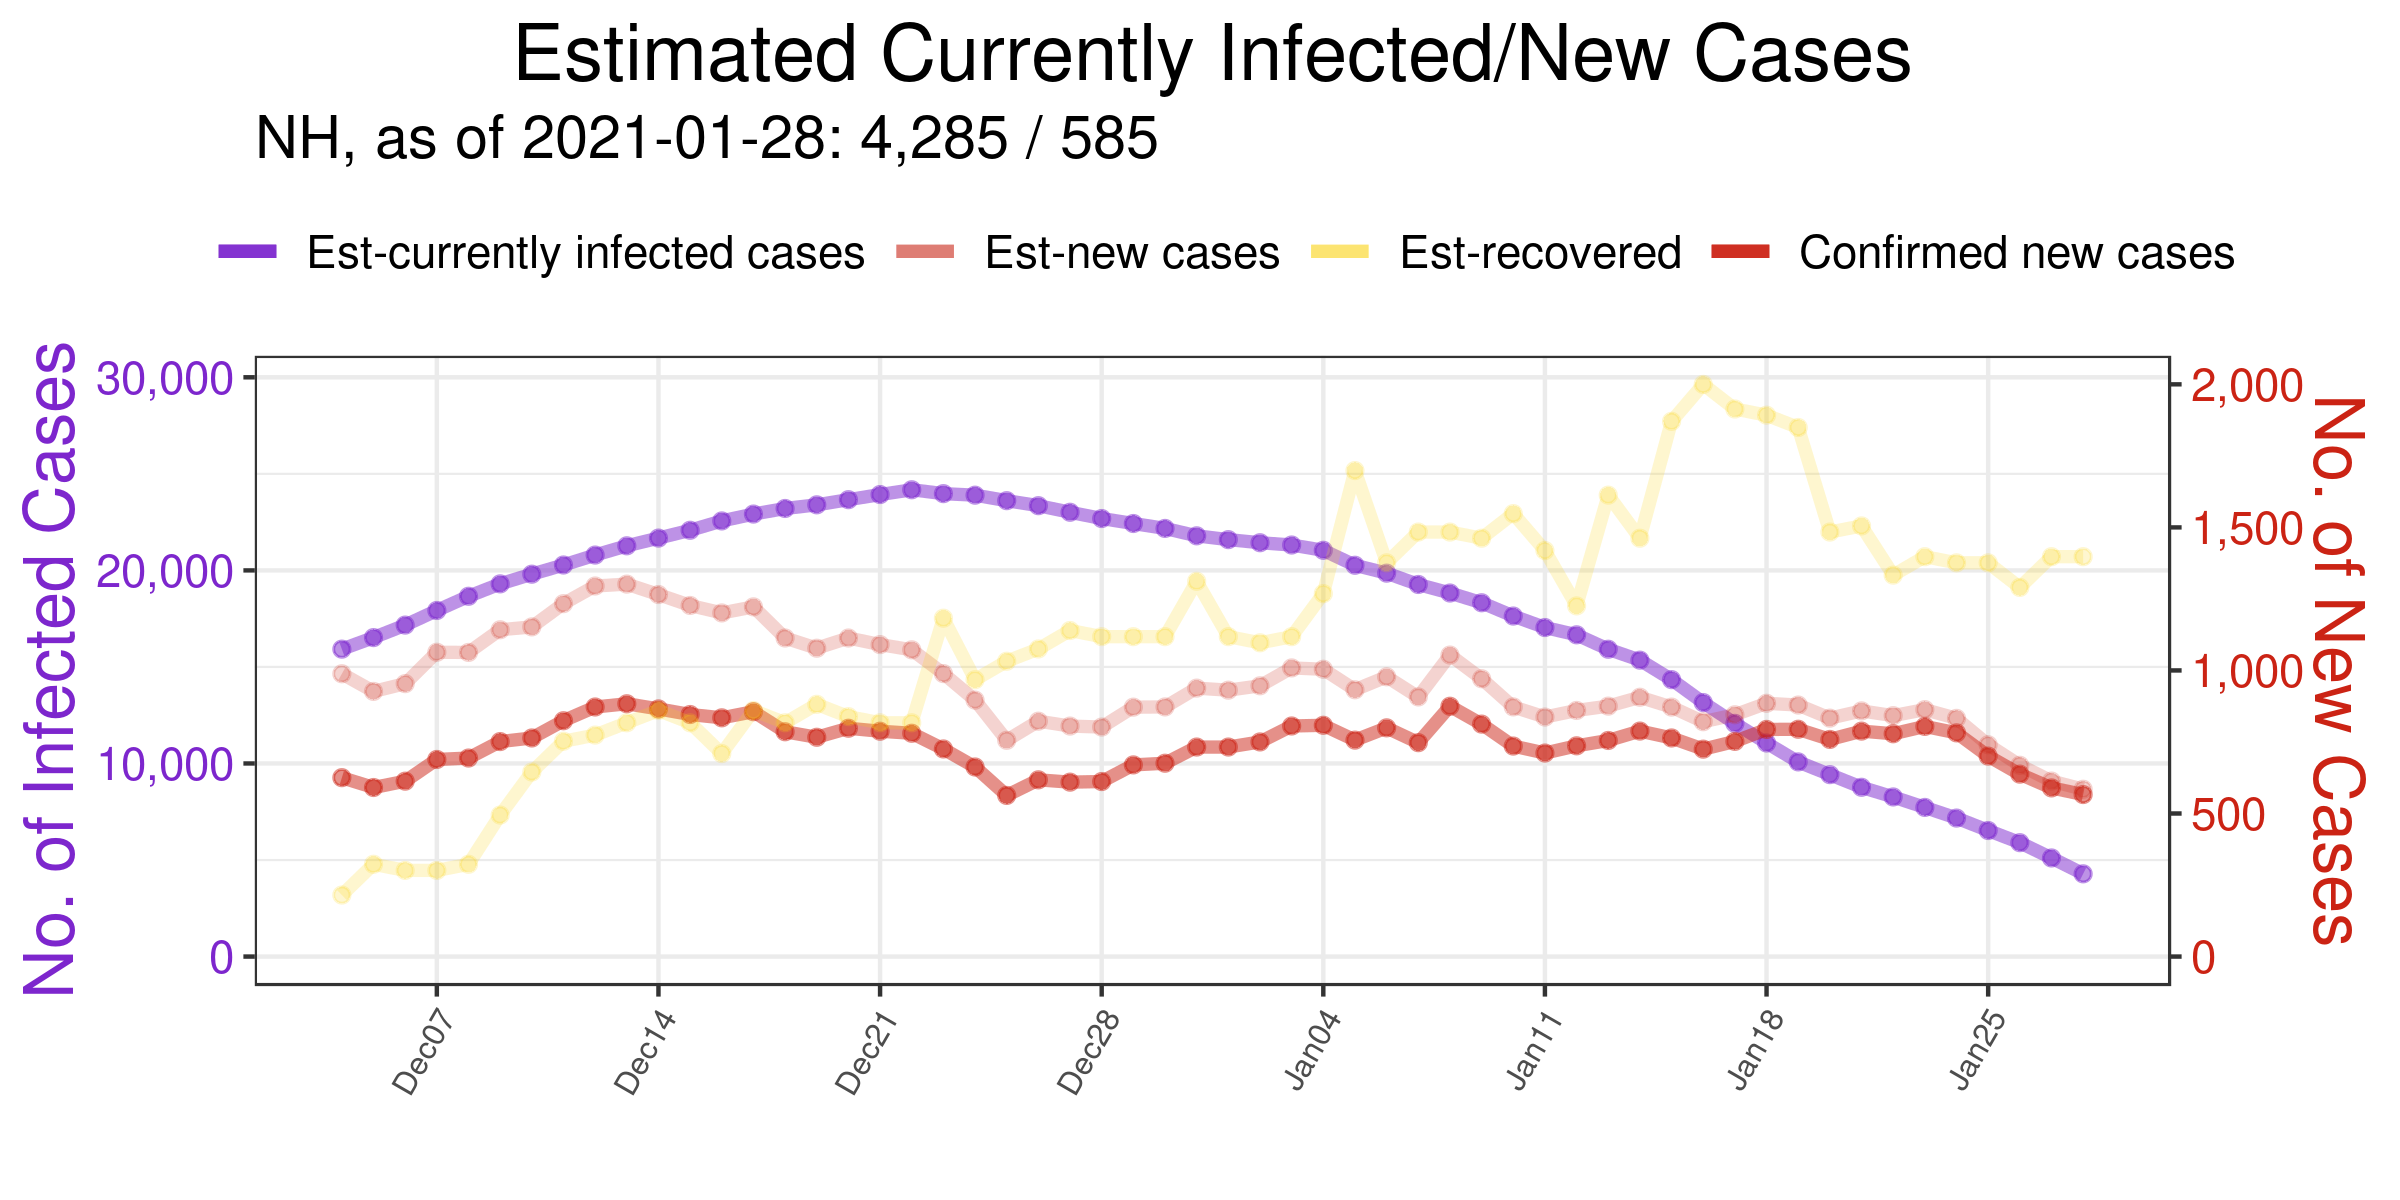 Estimated Currently Infected/New Cases
NH, as of 2021-01-28: 4,285 / 585
Est-currently infected cases Est-new cases Est-recovered Confirmed new cases
No. of Infected Cases
30,000
20,000
10,000
0
2,000
1,500
1,000
500
0
No. of New Cases
Dec07 Dec14 Dec21 Dec28 Jan04 Jan11 Jan18 Jan25